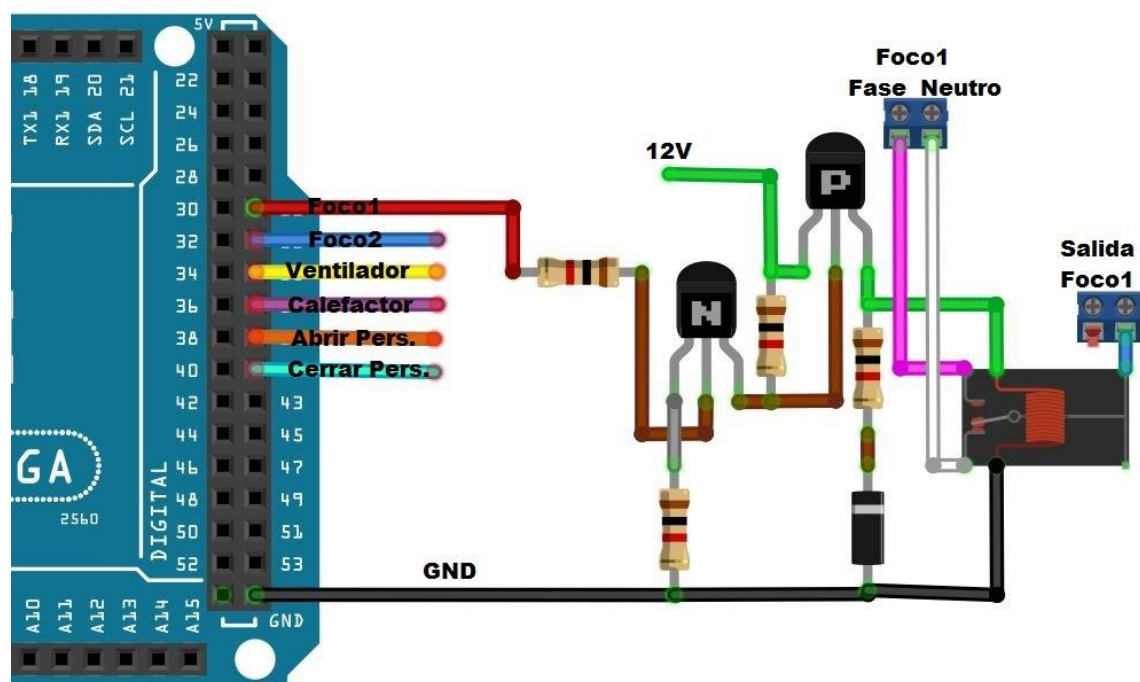 5V
TX1 18
RX1 19
SDA 20
SCL 21
22
24
26
28
30
32
34
36
38
40
42
44
46
48
50
52
43
45
47
49
51
53
DIGITAL
GND
GA
2560
A10
A11
A12
A13
A14
A15
Foco1
Foco2
Ventilador
Calefactor
Abrir Pers.
Cerrar Pers.
12V
GND
N
P
Foco1
Fase Neutro
Salida
Foco1